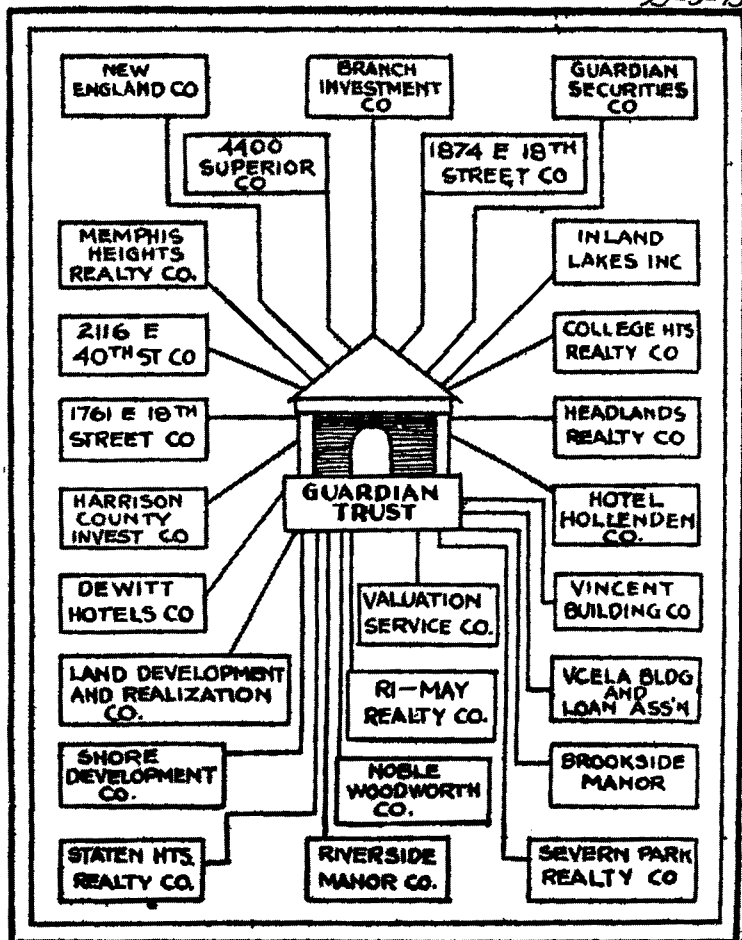 NEW
ENGLAND CO
BRANCH
INVESTMENT
CO
GUARDIAN
SECURITIES
CO
4400
SUPERIOR
CO
1874 E 18TH
STREET CO
MEMPHIS
HEIGHTS
REALTY CO.
INLAND
LAKES INC
2116 E
40TH ST CO
COLLEGE HTS
REALTY CO
1761 E 18TH
STREET CO
HEADLANDS
REALTY CO
GUARDIAN
TRUST
HARRISON
COUNTY
INVEST CO
HOTEL
HOLLENDEN
CO.
DEWITT
HOTELS CO
VALUATION
SERVICE CO.
VINCENT
BUILDING CO
LAND DEVELOPMENT
AND REALIZATION
CO.
RI-MAY
REALTY CO.
VCELA BLDG
AND
LOAN ASS'N
SHORE
DEVELOPMENT
CO.
NOBLE
WOODWORTH
CO.
BROOKSIDE
MANOR
STATEN HTS.
REALTY CO.
RIVERSIDE
MANOR CO.
SEVERN PARK
REALTY CO